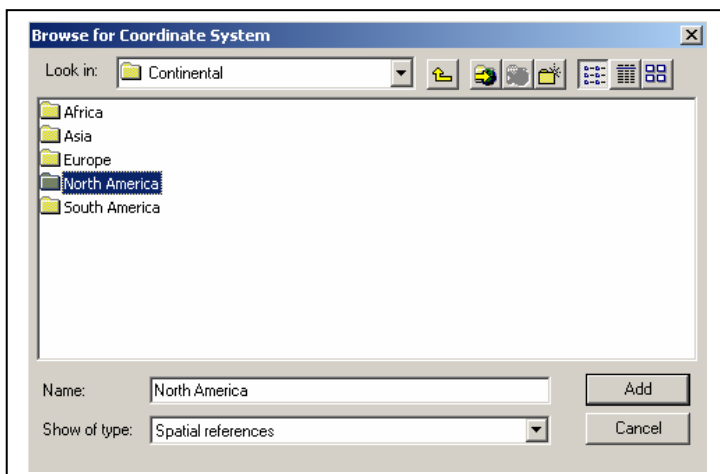 Browse for Coordinate System
Look in: Continental
Africa
Asia
Europe
North America
South America
Name: North America Add
Show of type: Spatial references Cancel